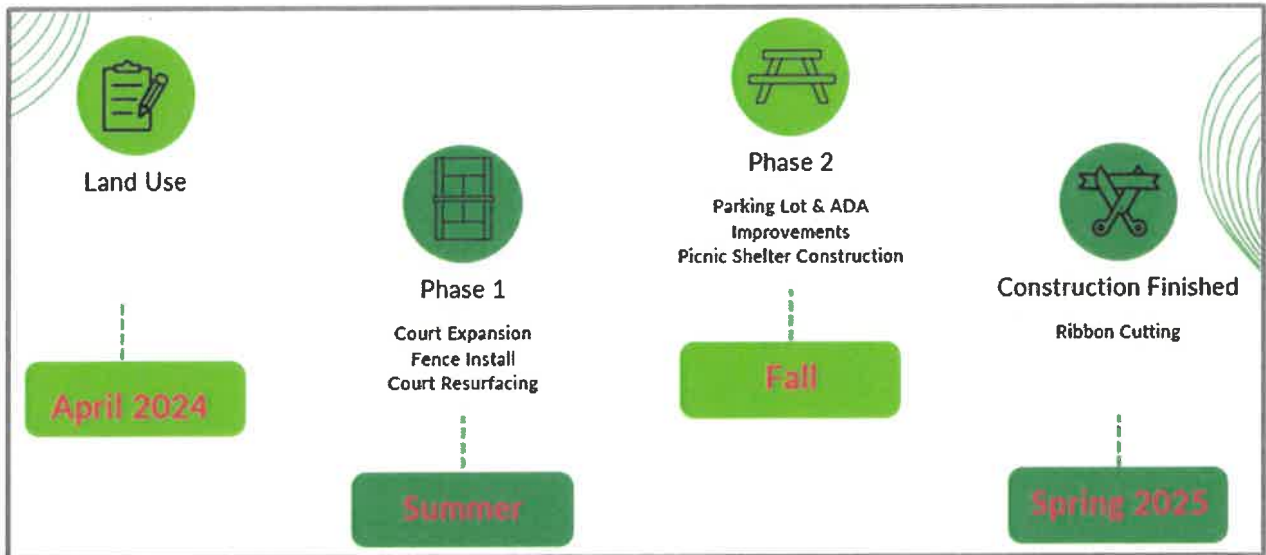 Land Use
April 2024
Phase 1
Court Expansion
Fence Install
Court Resurfacing
Summer
Phase 2
Parking Lot & ADA
Improvements
Picnic Shelter Construction
Fall
Construction Finished
Ribbon Cutting
Spring 2025